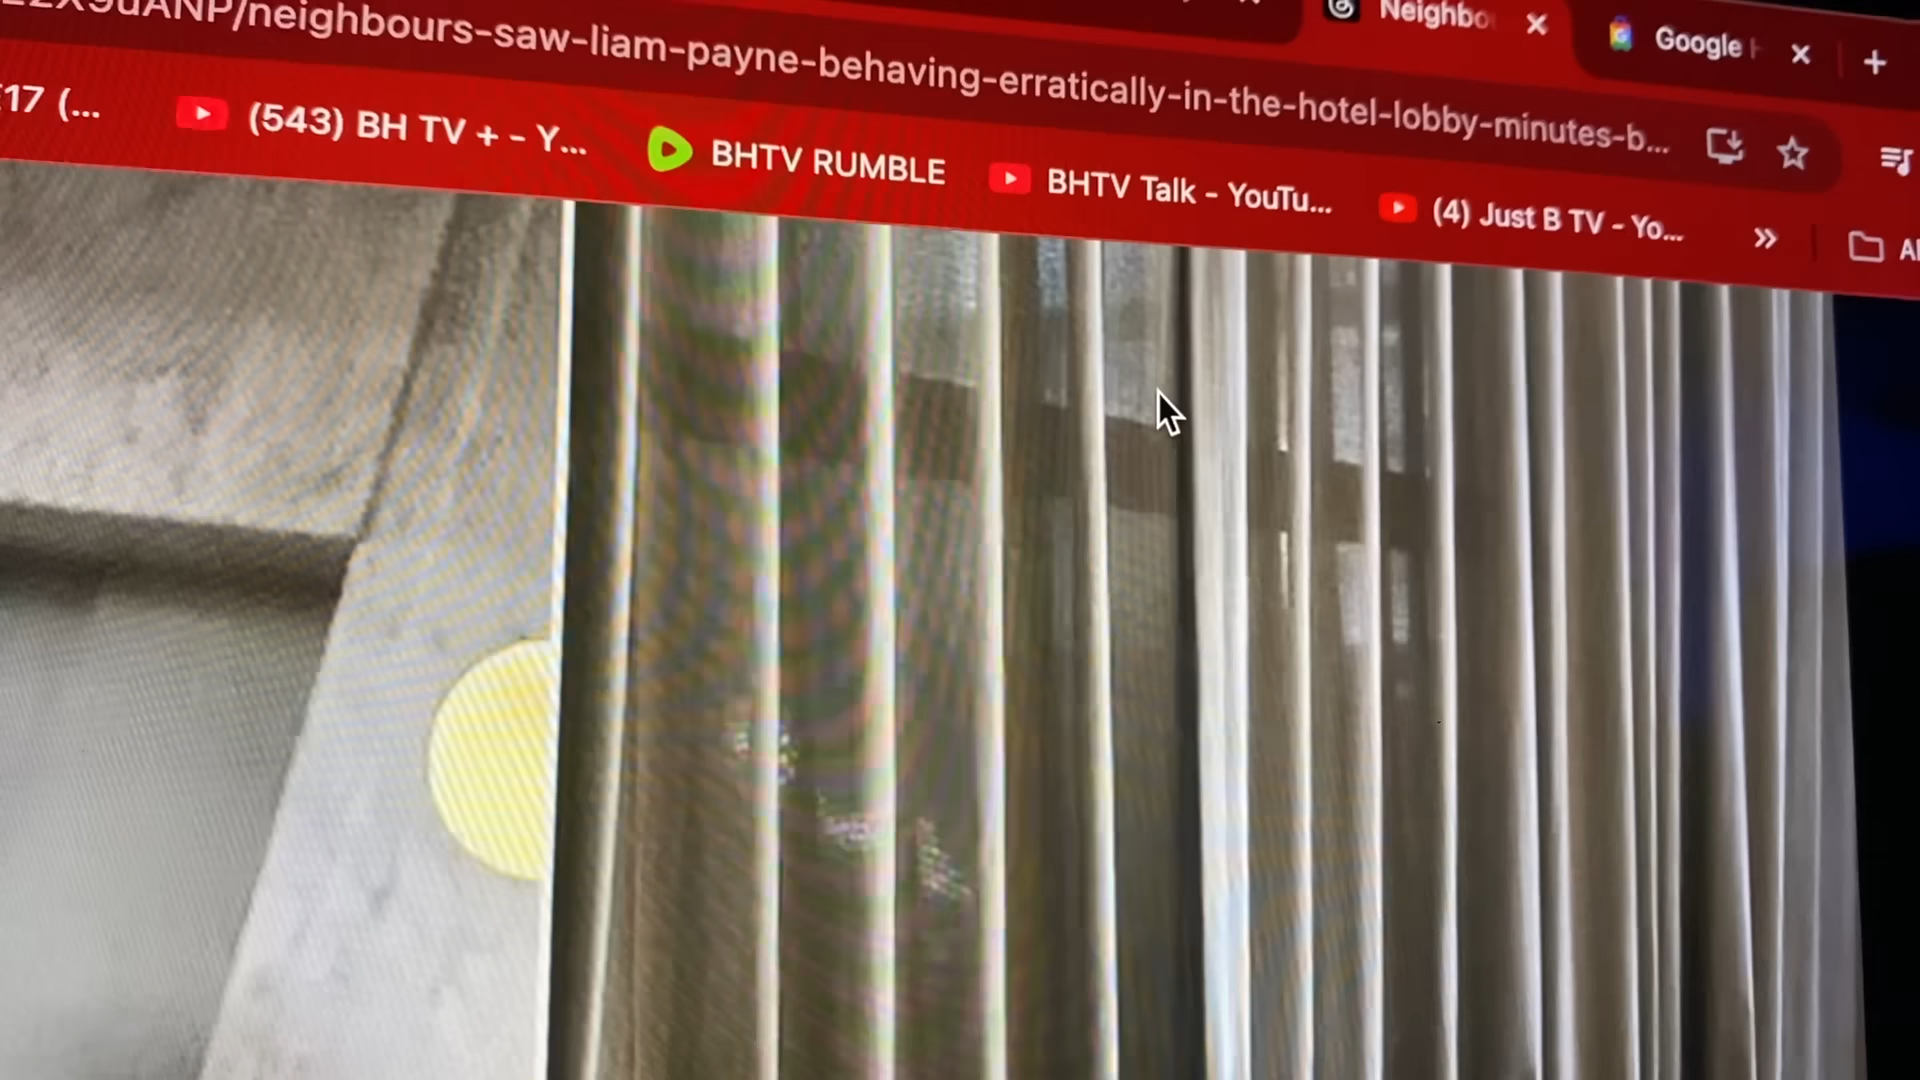 Neighbo
Google
/neighbours-saw-liam-payne-behaving-erratically-in-the-hotel-lobby-minutes-b...
17 (...
(543) BH TV + - Y...
BHTV RUMBLE
BHTV Talk - YouTu...
(4) Just B TV - Yo...